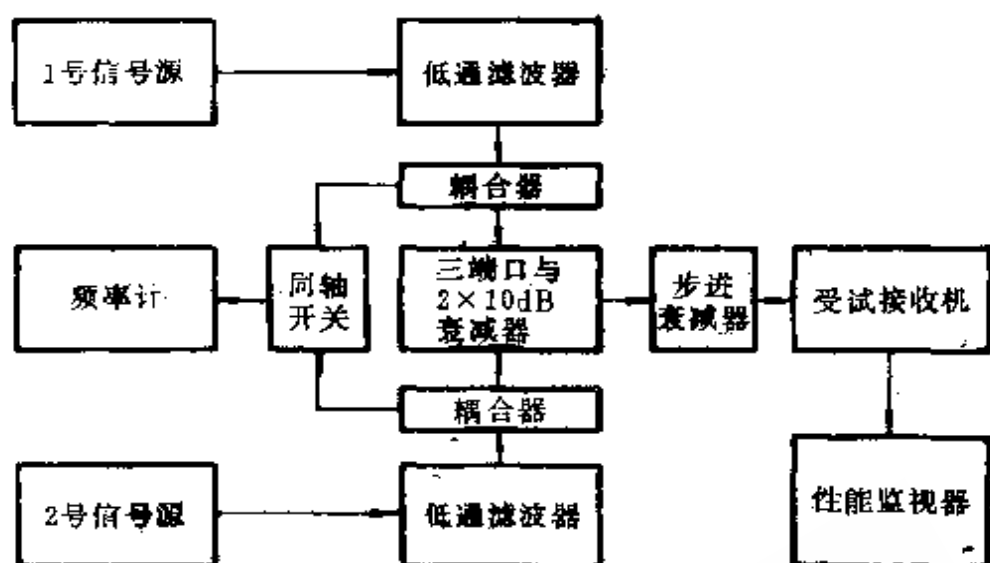 1号信号源
低通滤波器
耦合器
频率计
同轴
开关
三端口与
2×10dB
衰减器
步进
衰减器
受试接收机
耦合器
2号信号源
低通滤波器
性能监视器